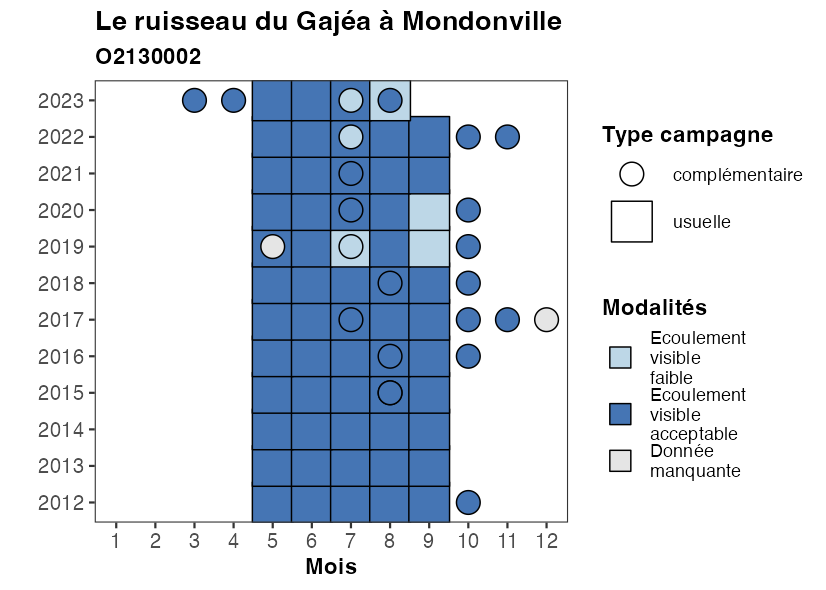 Le ruisseau du Gajéa à Mondonville
O2130002
2023
2022
2021
2020
2019
2018
2017
2016
2015
2014
2013
2012
1 2 3 4 5 6 7 8 9 10 11 12
Mois
Type campagne
complémentaire
usuelle
Modalités
Ecoulement
visible
faible
Ecoulement
visible
acceptable
Donnée
manquante